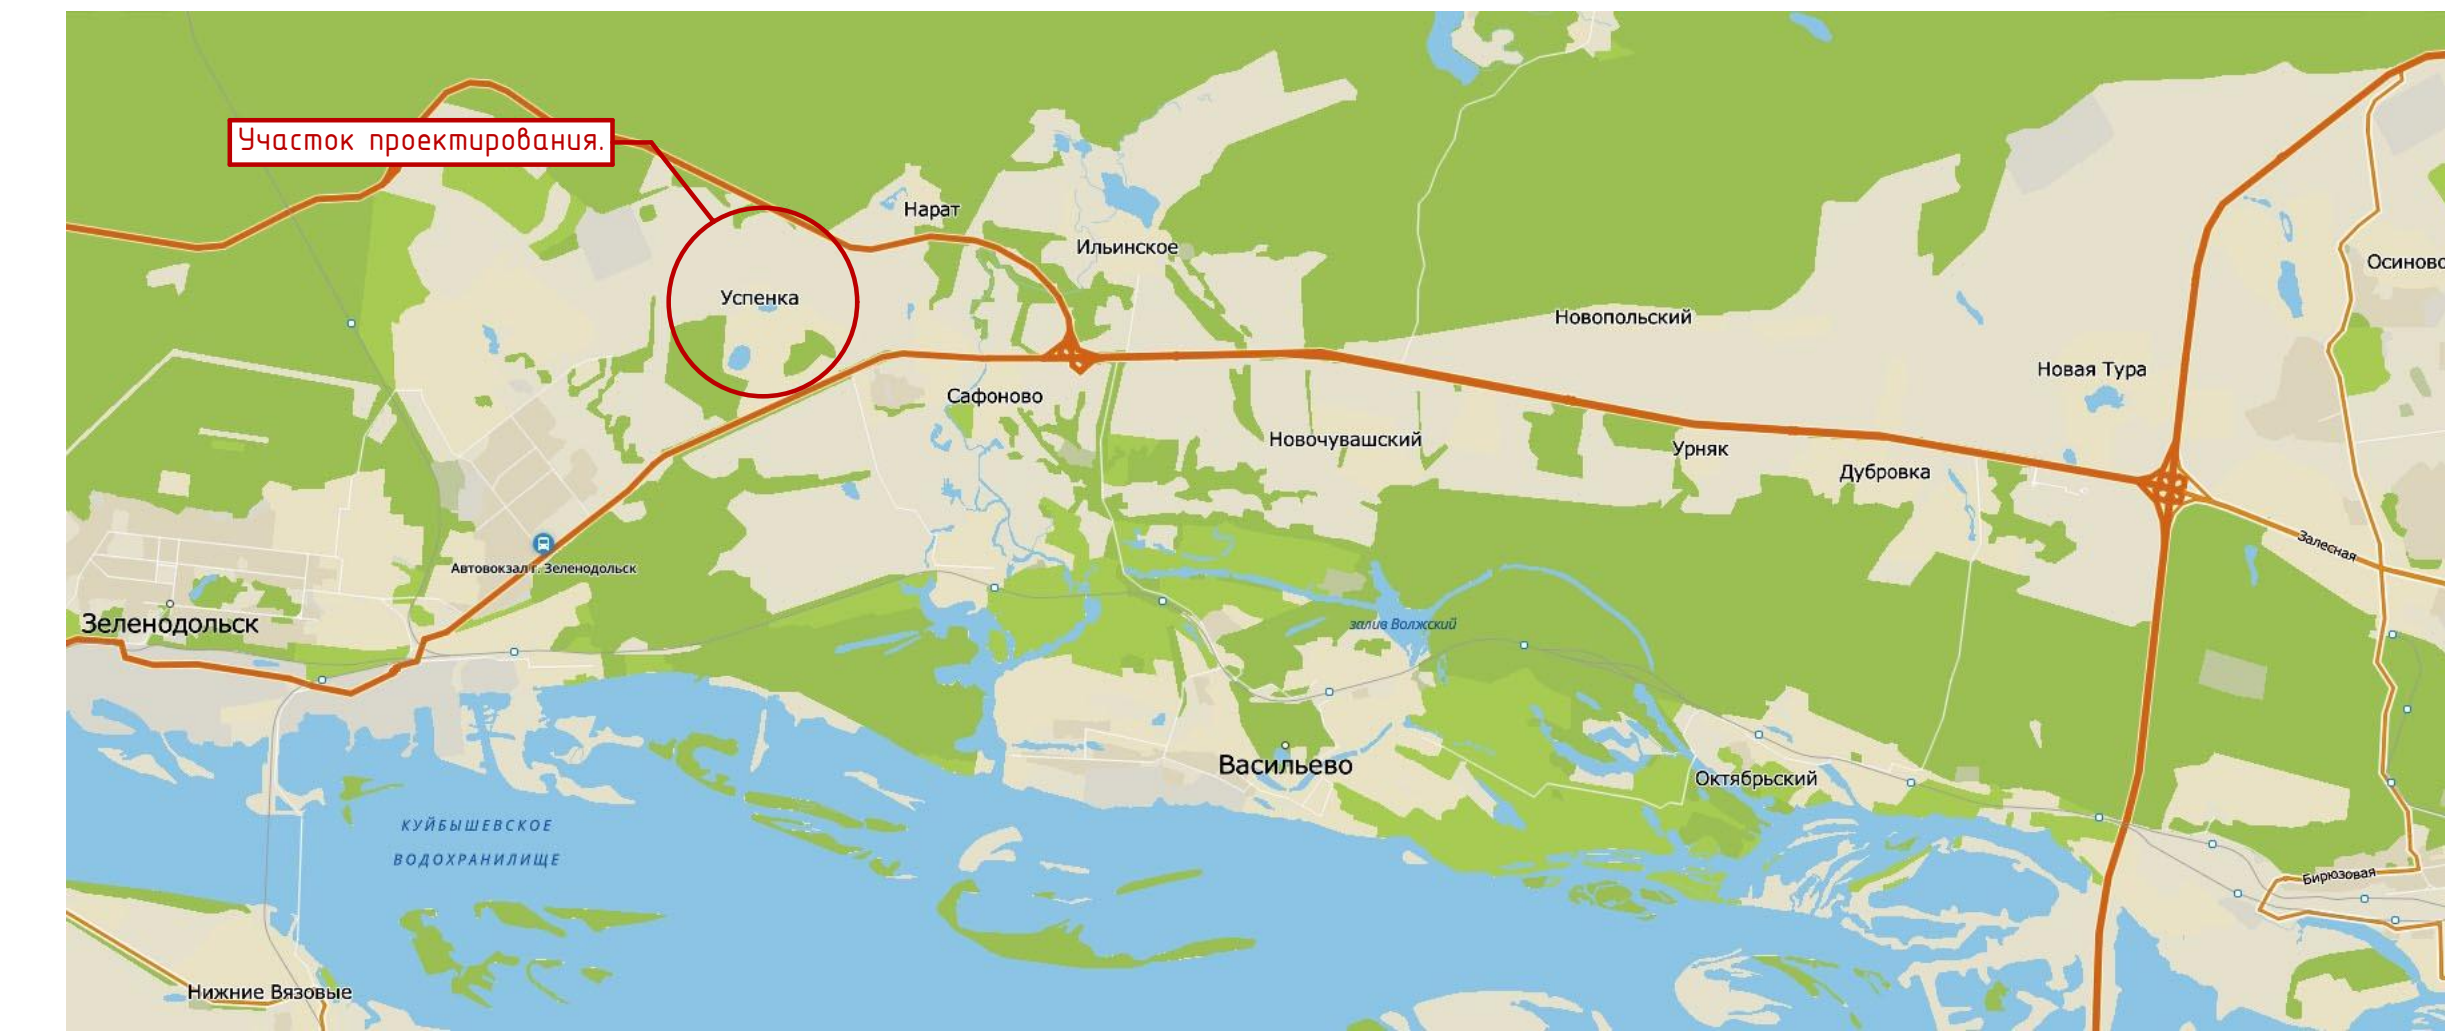 Участок проектирования.
Нарат
Ильинское
Осиново
Успенка
Новопольский
Новая Тура
Сафоново
Новочувашский
Урняк
Дубровка
Залесная
Автовокзал г. Зеленодольск
Зеленодольск
залив Волжский
Васильево
Октябрьский
КУЙБЫШЕВСКОЕ
ВОДОХРАНИЛИЩЕ
Бирюзовая
Нижние Вязовые